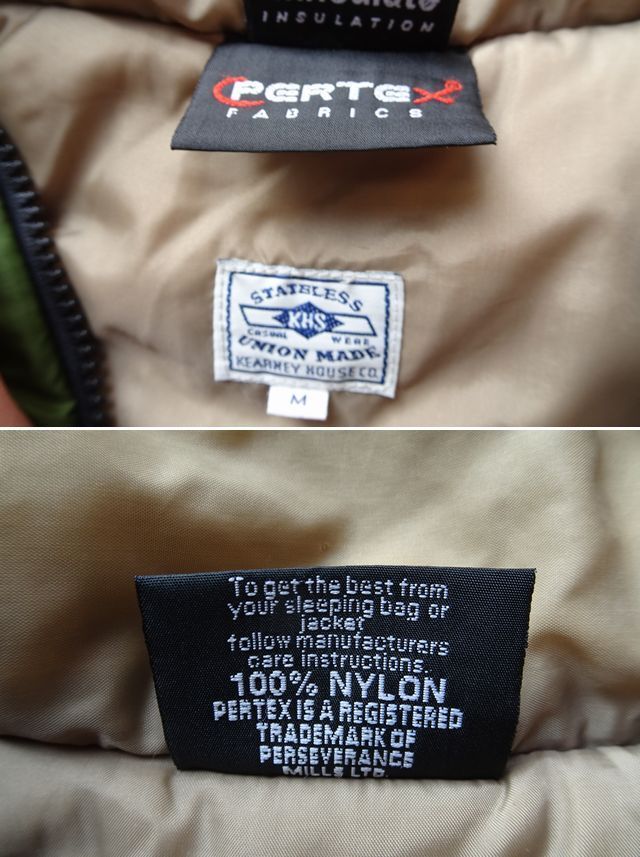 INSULATION
PERTEX
FABRICS
STATELESS
KHS
CASUAL WEAR
UNION MADE
KEARNEY HOUSE CO.
M
To get the best from
your sleeping bag or
jacket
follow manufacturers
care instructions.
100% NYLON
PERTEX IS A REGISTERED
TRADEMARK OF
PERSEVERANCE
MILLS LTD.